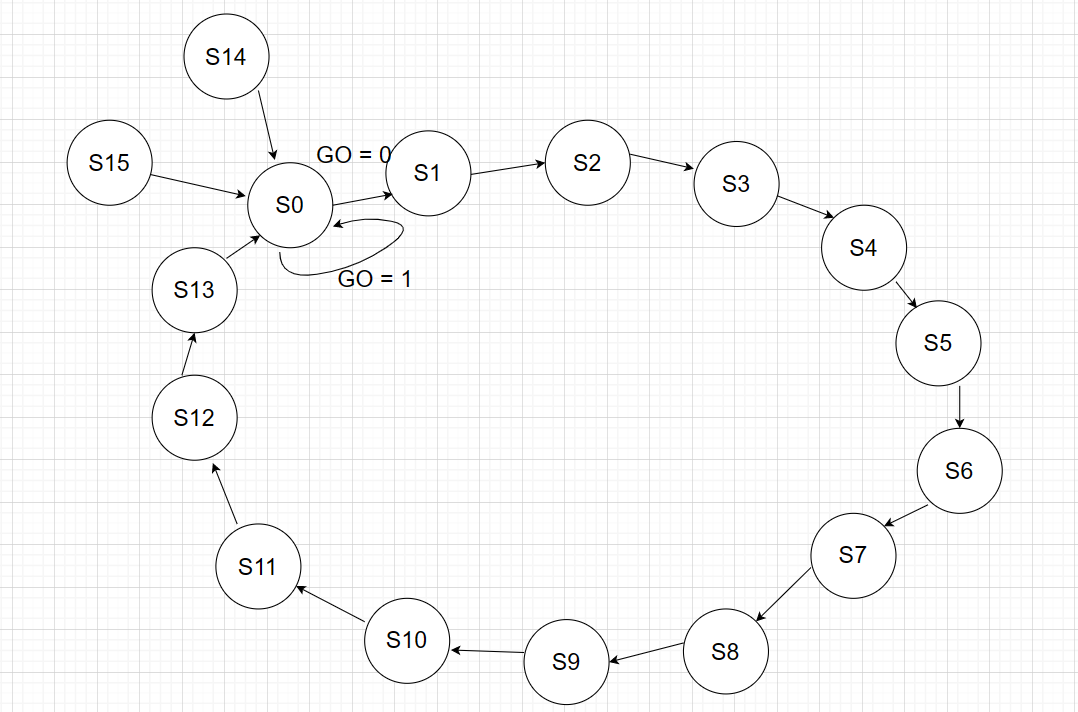 S14
S15
GO = 0
S1
S2
S3
S0
S4
GO = 1
S13
S5
S12
S6
S7
S11
S10
S9
S8